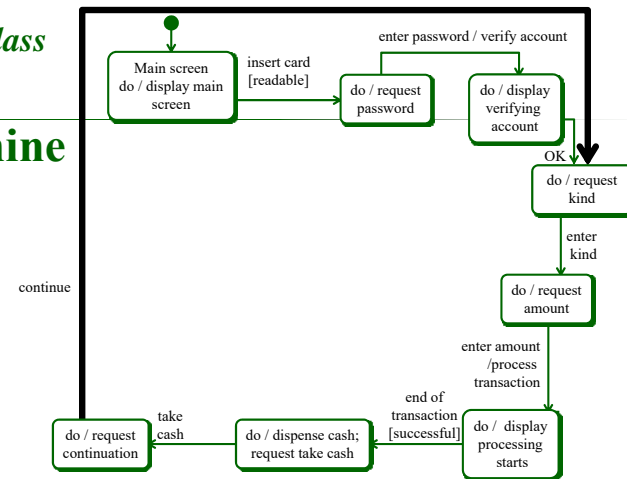 lass
enter password / verify account
Main screen
do / display main
screen
insert card
[readable]
do / request
password
do / display
verifying
account
ine
OK
do / request
kind
enter
kind
continue
do / request
amount
enter amount
/process
transaction
end of
transaction
[successful]
take
cash
do / request
continuation
do / dispense cash;
request take cash
do /  display
processing
starts